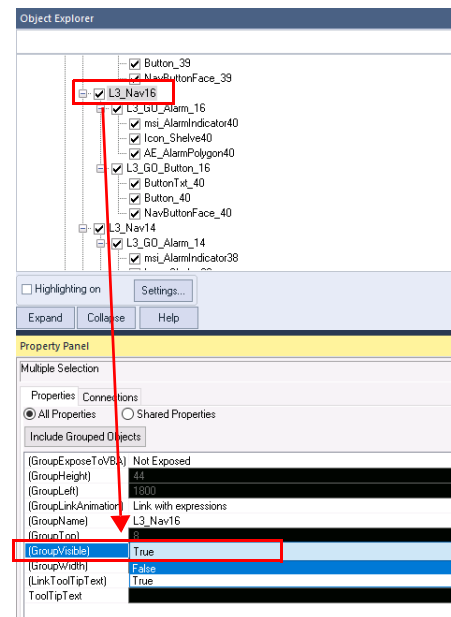 Object Explorer
Button_39
NavButtonFace_39
L3_Nav16
L3_GO_Alarm_16
msi_AlarmIndicator40
Icon_Shelve40
AE_AlarmPolygon40
L3_GO_Button_16
ButtonTxt_40
Button_40
NavButtonFace_40
L3_Nav14
L3_GO_Alarm_14
msi_AlarmIndicator38
Highlighting on
Settings...
Expand Collapse Help
Property Panel
Multiple Selection
Properties Connections
All Properties Shared Properties
Include Grouped Objects
(GroupExposeToVBA) Not Exposed
(GroupHeight) 44
(GroupLeft) 1800
(GroupLinkAnimation) Link with expressions
(GroupName) L3_Nav16
(GroupTop) 8
(GroupVisible) True
(GroupWidth) False
(LinkToolTipText) True
ToolTipText